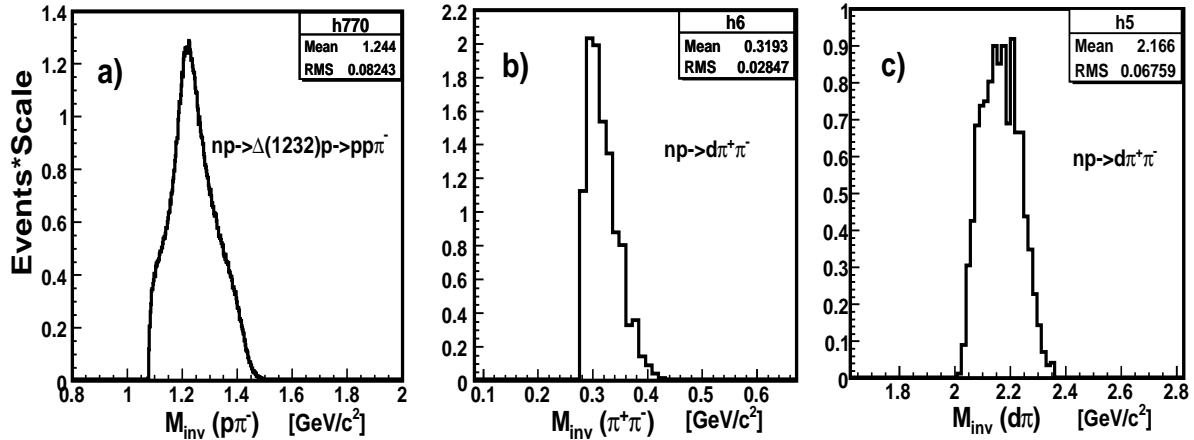 Events*Scale
a)
h770
Mean 1.244
RMS 0.08243
np->Δ(1232)p->ppπ⁻
1.4
1.2
1
0.8
0.6
0.4
0.2
0
0.8 1 1.2 1.4 1.6 1.8 2
M_inv (pπ⁻) [GeV/c²]
b)
h6
Mean 0.3193
RMS 0.02847
np->dπ⁺π⁻
2.2
2
1.8
1.6
1.4
1.2
1
0.8
0.6
0.4
0.2
0
0.1 0.2 0.3 0.4 0.5 0.6
M_inv (π⁺π⁻) [GeV/c²]
c)
h5
Mean 2.166
RMS 0.06759
np->dπ⁺π⁻
1
0.9
0.8
0.7
0.6
0.5
0.4
0.3
0.2
0.1
0
1.8 2 2.2 2.4 2.6 2.8
M_inv (dπ) [GeV/c²]